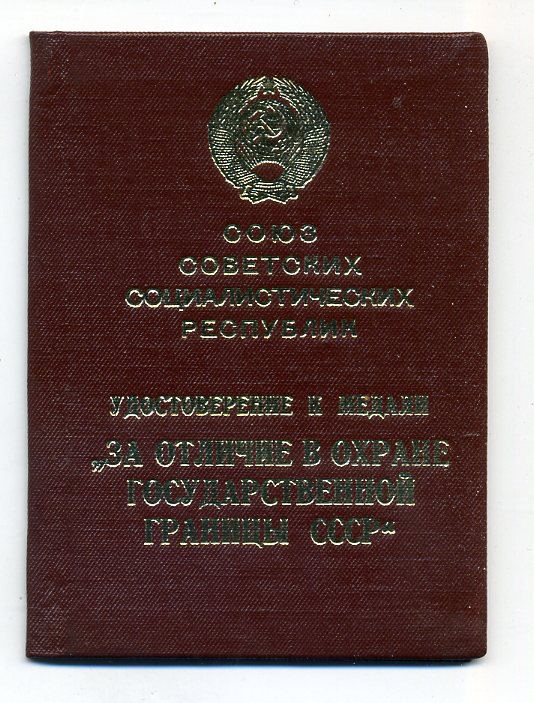 СОЮЗ
СОВЕТСКИХ
СОЦИАЛИСТИЧЕСКИХ
РЕСПУБЛИК
УДОСТОВЕРЕНИЕ К МЕДАЛИ
„ЗА ОТЛИЧИЕ В ОХРАНЕ
ГОСУДАРСТВЕННОЙ
ГРАНИЦЫ СССР“